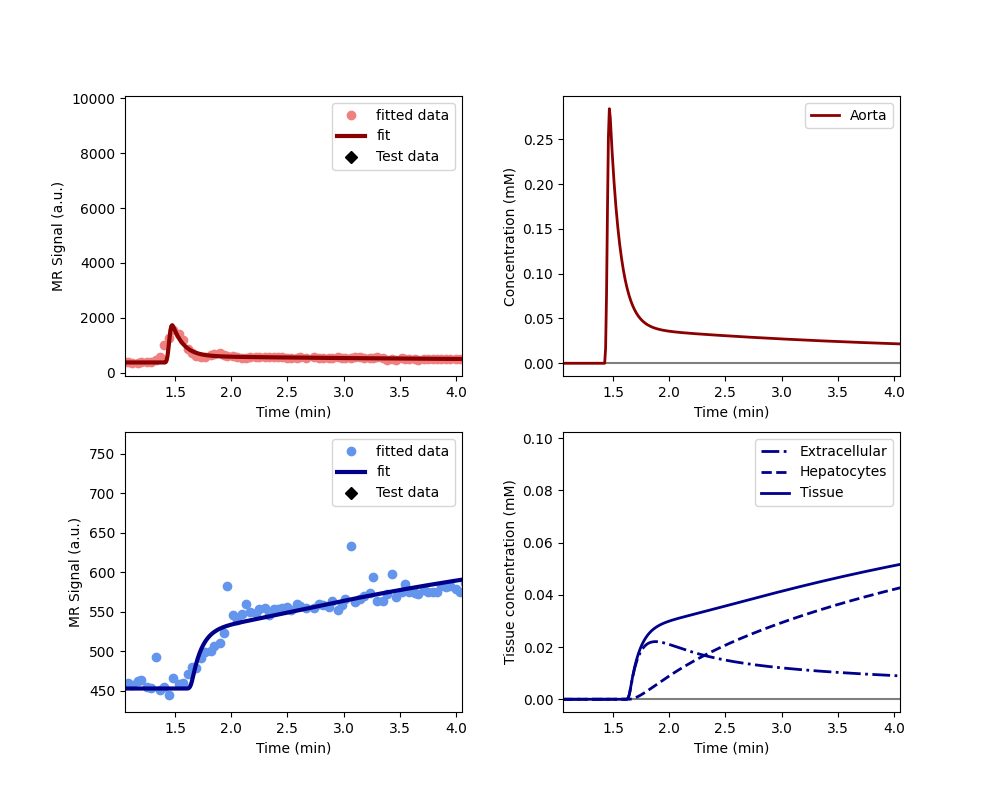 10000
8000
6000
4000
2000
0
MR Signal (a.u.)
fitted data
fit
Test data
1.5 2.0 2.5 3.0 3.5 4.0
Time (min)
0.25
0.20
0.15
0.10
0.05
0.00
Concentration (mM)
Aorta
1.5 2.0 2.5 3.0 3.5 4.0
Time (min)
750
700
650
600
550
500
450
MR Signal (a.u.)
fitted data
fit
Test data
1.5 2.0 2.5 3.0 3.5 4.0
Time (min)
0.10
0.08
0.06
0.04
0.02
0.00
Tissue concentration (mM)
Extracellular
Hepatocytes
Tissue
1.5 2.0 2.5 3.0 3.5 4.0
Time (min)